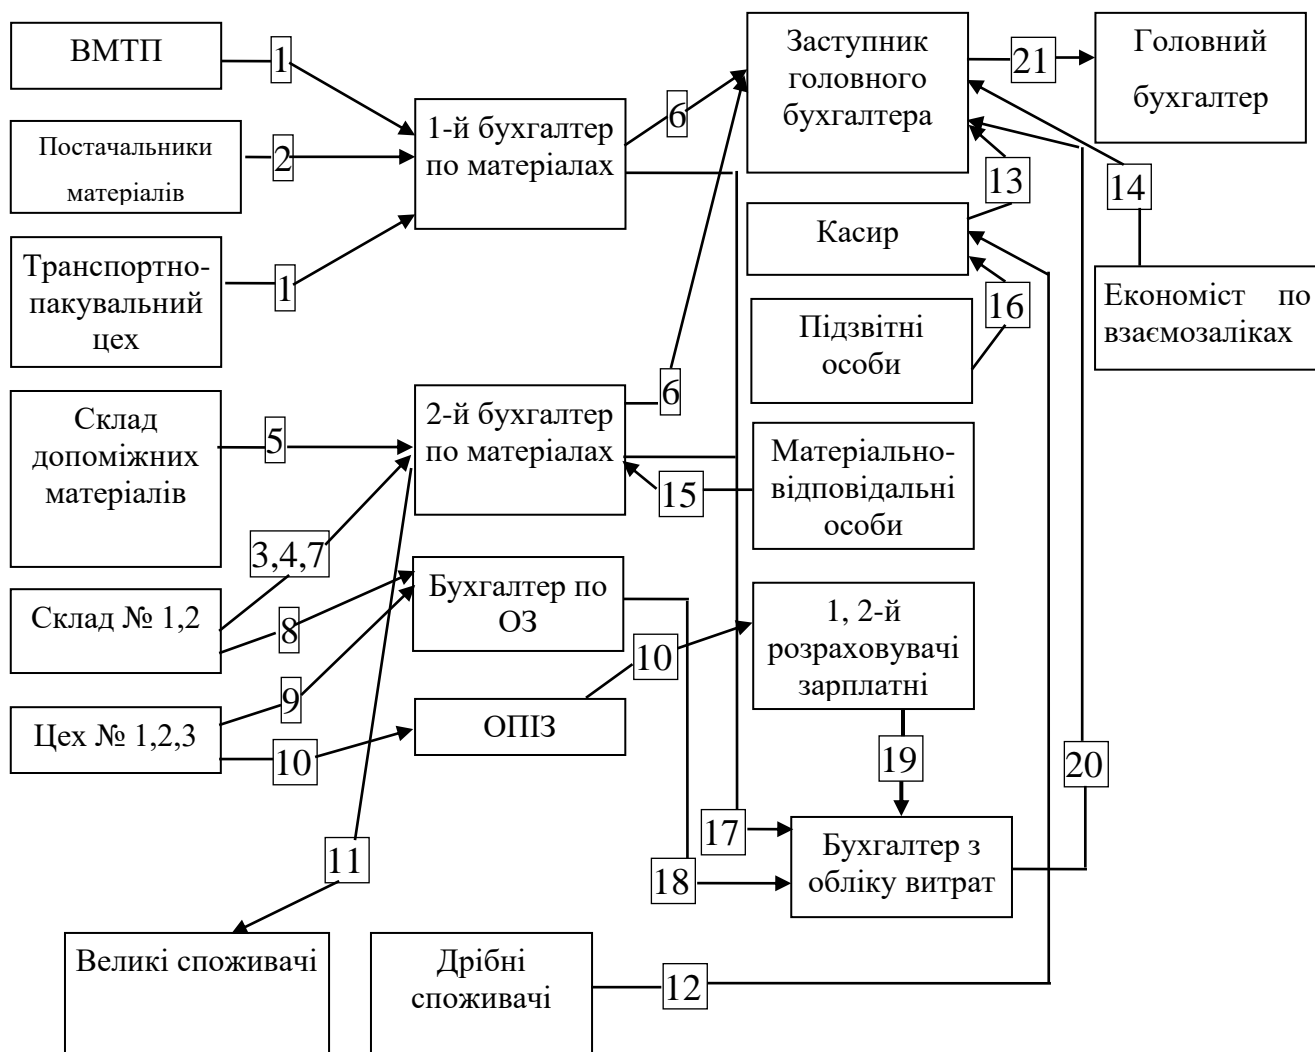 ВМТП
1
Постачальники
матеріалів
2
Транспортно-
пакувальний
цех
1
1-й бухгалтер
по матеріалах
6
Заступник
головного
бухгалтера
21
Головний
бухгалтер
13
14
Касир
16
Підзвітні
особи
Економіст по
взаємозаліках
Склад
допоміжних
матеріалів
5
2-й бухгалтер
по матеріалах
6
15
Матеріально-
відповідальні
особи
3,4,7
Склад № 1,2
8
Бухгалтер по
ОЗ
9
Цех № 1,2,3
10
ОПІЗ
10
1, 2-й
розраховувачі
зарплатні
19
20
17
18
Бухгалтер з
обліку витрат
11
Великі споживачі
Дрібні
споживачі
12